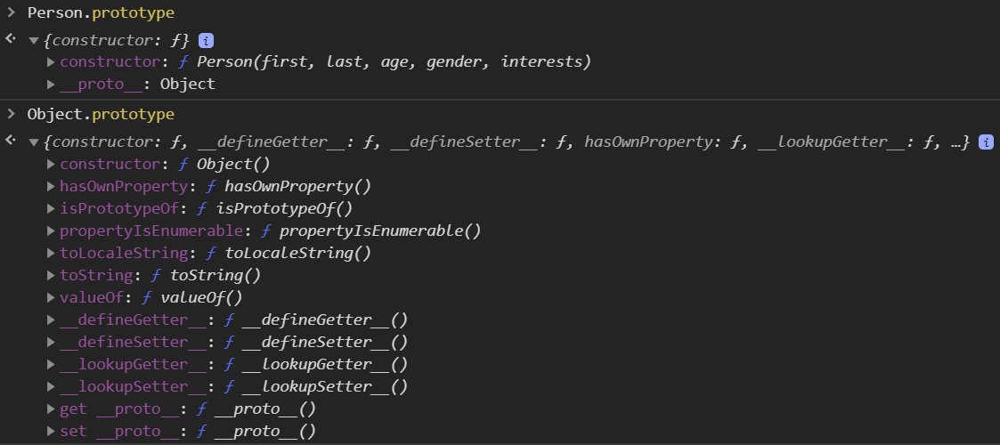 Person.prototype
{constructor: ƒ} i
constructor: ƒ Person(first, last, age, gender, interests)
__proto__: Object
Object.prototype
{constructor: ƒ, __defineGetter__: ƒ, __defineSetter__: ƒ, hasOwnProperty: ƒ, __lookupGetter__: ƒ, …} i
constructor: ƒ Object()
hasOwnProperty: ƒ hasOwnProperty()
isPrototypeOf: ƒ isPrototypeOf()
propertyIsEnumerable: ƒ propertyIsEnumerable()
toLocaleString: ƒ toLocaleString()
toString: ƒ toString()
valueOf: ƒ valueOf()
__defineGetter__: ƒ __defineGetter__()
__defineSetter__: ƒ __defineSetter__()
__lookupGetter__: ƒ __lookupGetter__()
__lookupSetter__: ƒ __lookupSetter__()
get __proto__: ƒ __proto__()
set __proto__: ƒ __proto__()